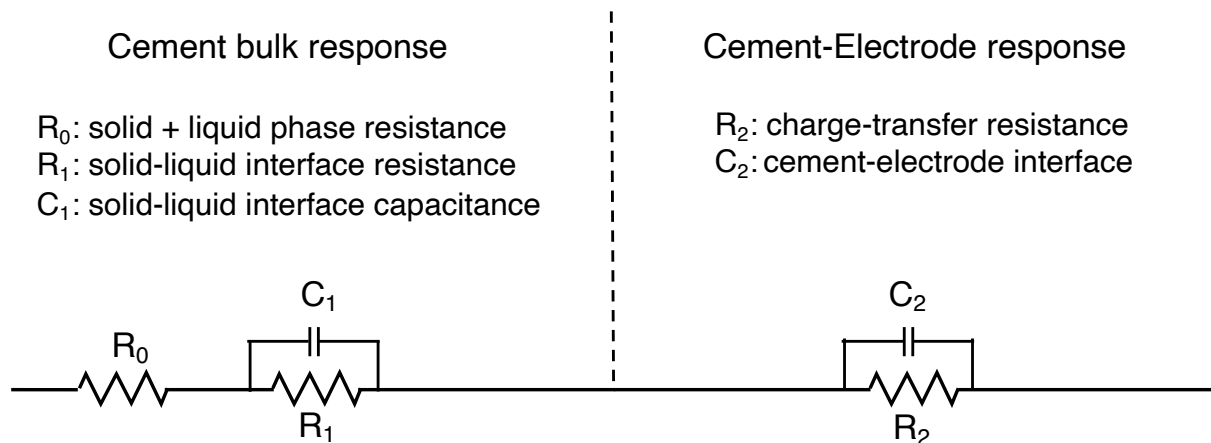 Cement bulk response
R₀: solid + liquid phase resistance
R₁: solid-liquid interface resistance
C₁: solid-liquid interface capacitance
Cement-Electrode response
R₂: charge-transfer resistance
C₂: cement-electrode interface
R₀
C₁
R₁
C₂
R₂